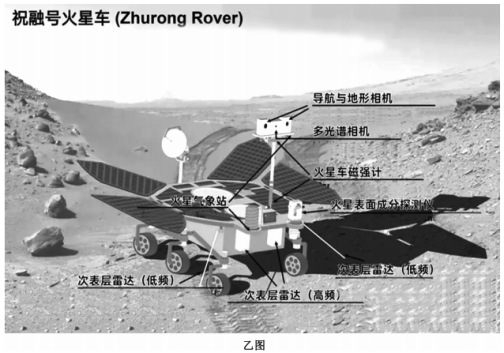 祝融号火星车 (Zhurong Rover)
导航与地形相机
多光谱相机
火星车磁强计
火星气象站
火星表面成分探测仪
次表层雷达（低频）
次表层雷达（低频）
次表层雷达（高频）
乙图